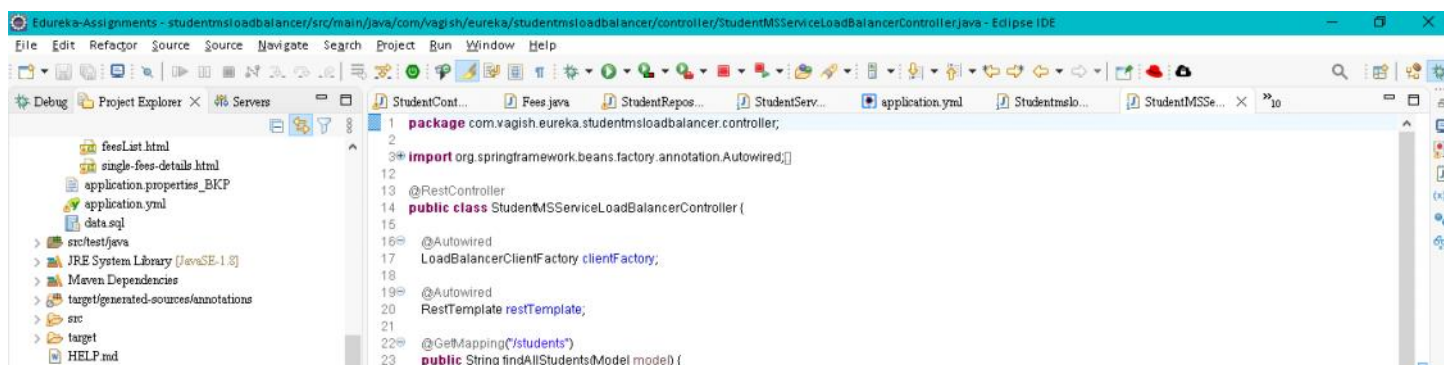 Edureka-Assignments - studentmsloadbalancer/src/main/java/com/vagish/eureka/studentmsloadbalancer/controller/StudentMSServiceLoadBalancerController.java - Eclipse IDE
File Edit Refactor Source Source Navigate Search Project Run Window Help
Debug Project Explorer Servers
StudentCont... Fees.java StudentRepos... StudentServ... application.yml Studentmslo... StudentMSSe... »10
feesList.html
single-fees-details.html
application.properties_BKP
application.yml
data.sql
src/test/java
JRE System Library [JavaSE-1.8]
Maven Dependencies
target/generated-sources/annotations
src
target
HELP.md
1 package com.vagish.eureka.studentmsloadbalancer.controller;
2
3 import org.springframework.beans.factory.annotation.Autowired;
12
13 @RestController
14 public class StudentMSServiceLoadBalancerController {
15
16 @Autowired
17 LoadBalancerClientFactory clientFactory;
18
19 @Autowired
20 RestTemplate restTemplate;
21
22 @GetMapping("/students")
23 public String findAllStudents(Model model) {